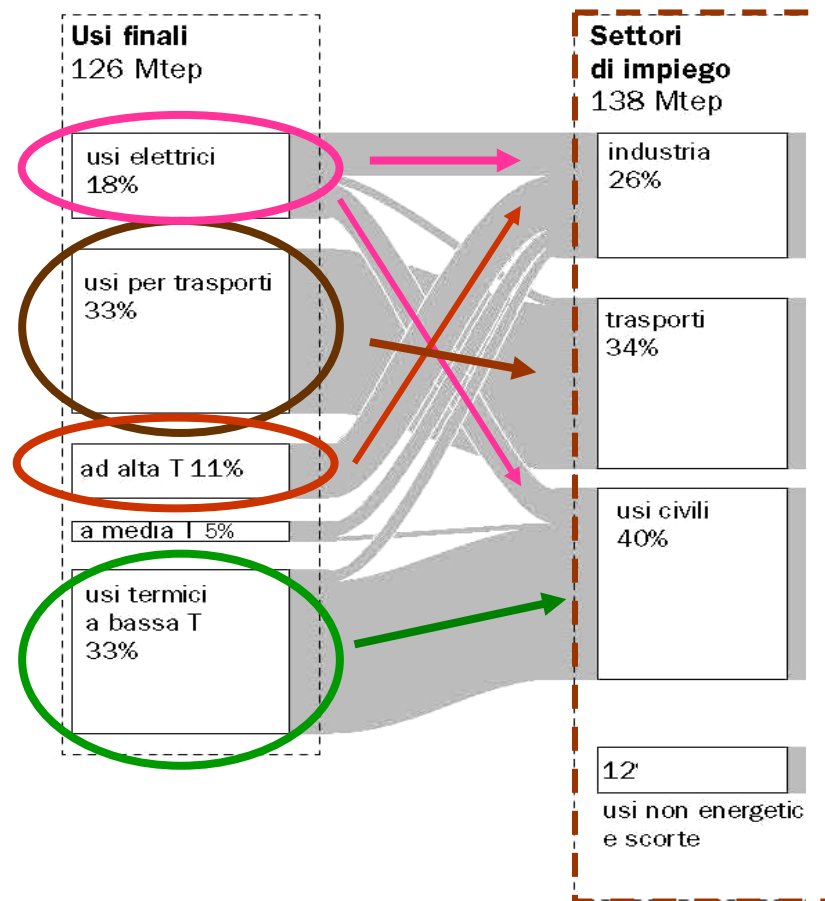 Usi finali
126 Mtep
usi elettrici
18%
usi per trasporti
33%
ad alta T 11%
a media T 5%
usi termici
a bassa T
33%
Settori
di impiego
138 Mtep
industria
26%
trasporti
34%
usi civili
40%
12
usi non energetic
e scorte